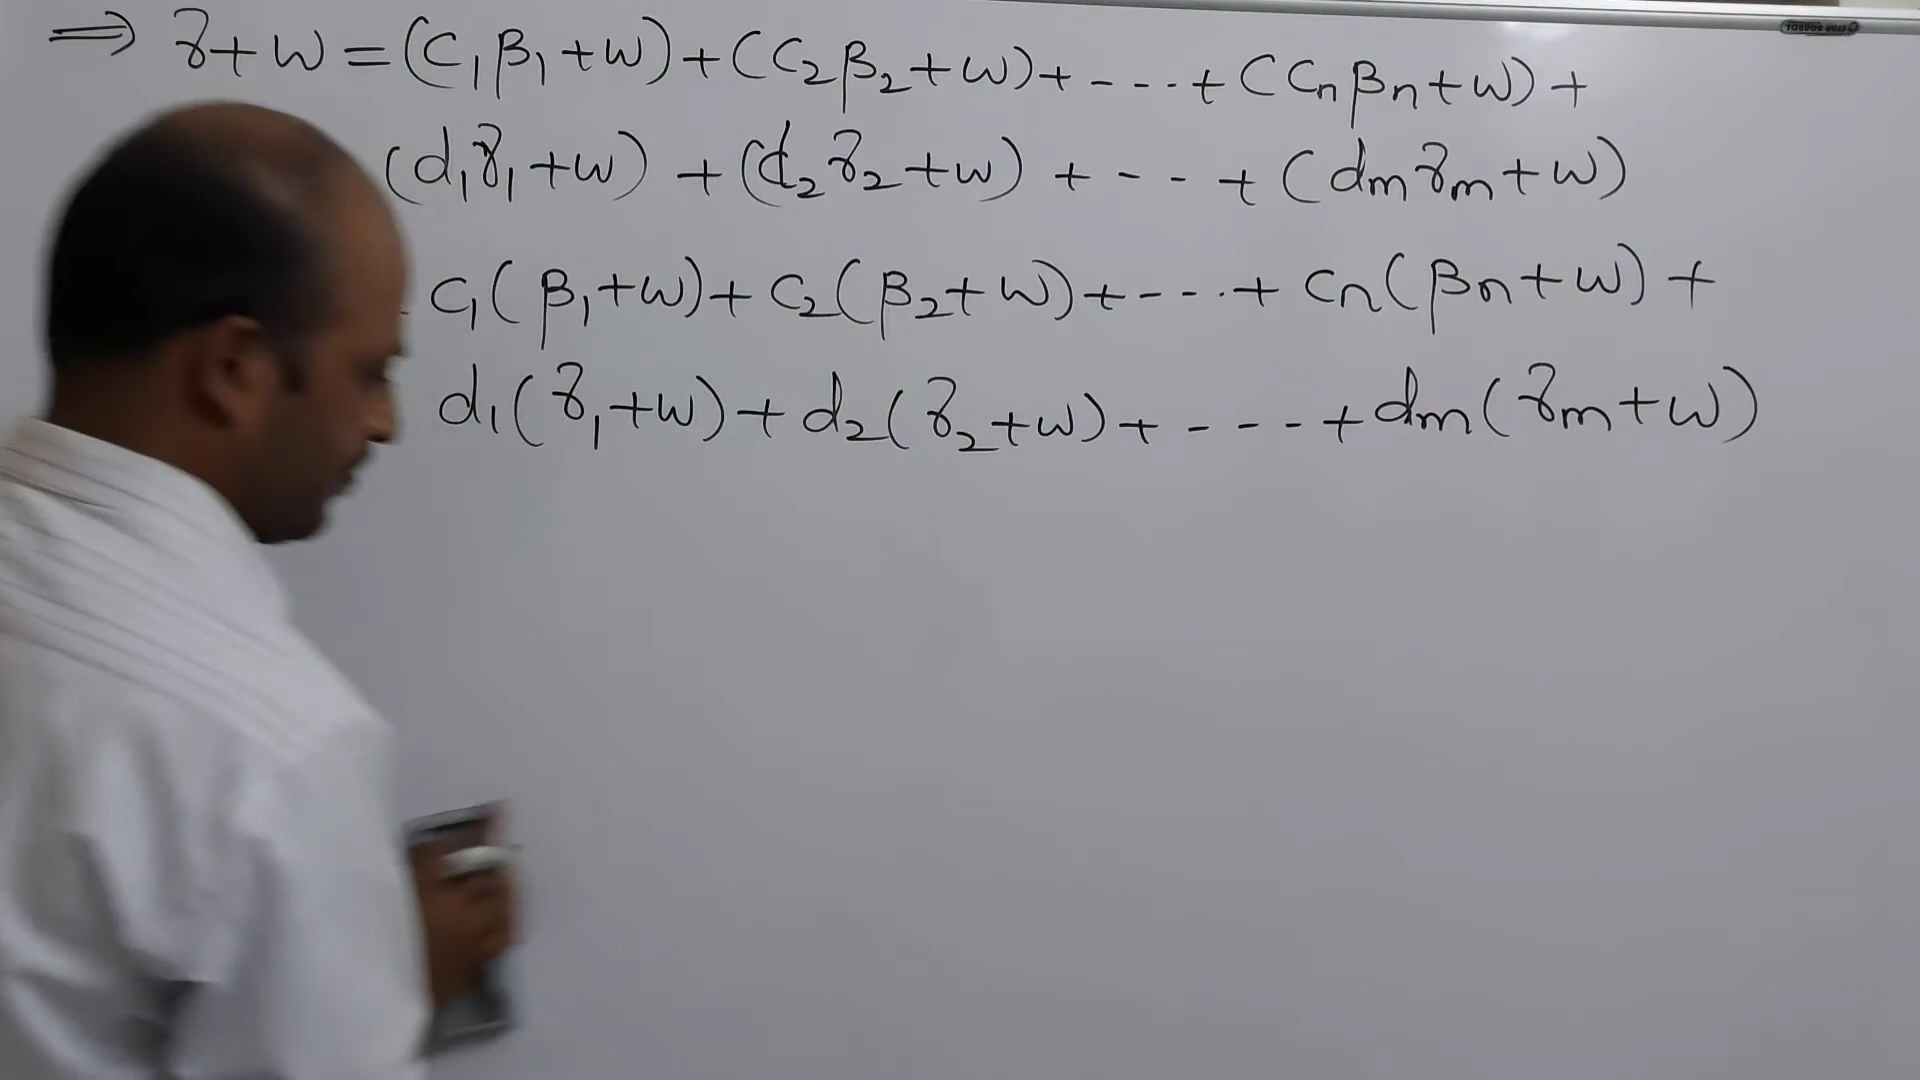 ⇒ γ+w = (c₁β₁+w)+(c₂β₂+w)+----+(cₙβₙ+w)+
(d₁γ₁+w) + (d₂γ₂+w) + --- + (dₘγₘ+w)
c₁(β₁+w)+c₂(β₂+w)+----+cₙ(βₙ+w)+
d₁(γ₁+w)+d₂(γ₂+w)+----+dₘ(γₘ+w)